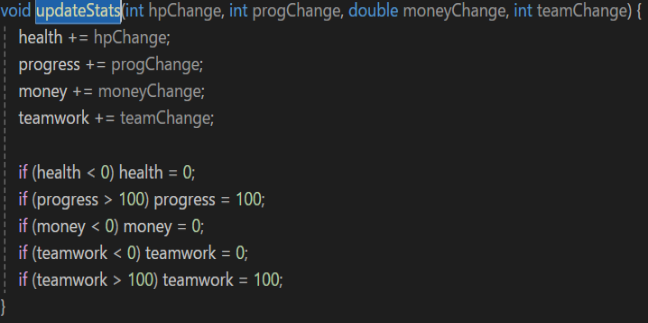 void updateStats(int hpChange, int progChange, double moneyChange, int teamChange) {
health += hpChange;
progress += progChange;
money += moneyChange;
teamwork += teamChange;
if (health < 0) health = 0;
if (progress > 100) progress = 100;
if (money < 0) money = 0;
if (teamwork < 0) teamwork = 0;
if (teamwork > 100) teamwork = 100;
}